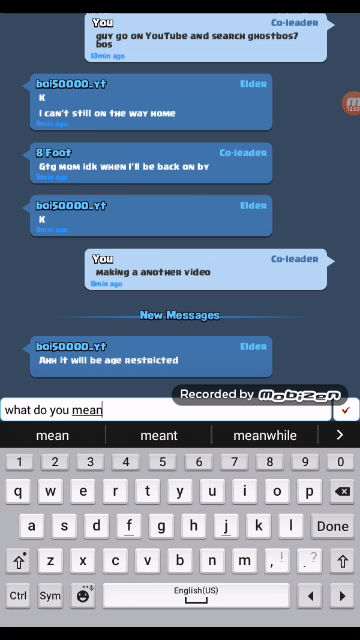 You Co-leader
guy go on YouTube and search ghostbos7
bos
13min ago
boi50000_yt Elder
K
I can't still on the way home
8 Foot Co-leader
Gtg mom idk when I'll be back on by
boi50000_yt Elder
K
You Co-leader
making a another video
New Messages
boi50000_yt Elder
Ahh it will be age restricted
Recorded by mobizen
what do you mean
mean meant meanwhile
1 2 3 4 5 6 7 8 9 0
q w e r t y u i o p
a s d f g h j k l Done
z x c v b n m , ! . ?
Ctrl Sym English(US)